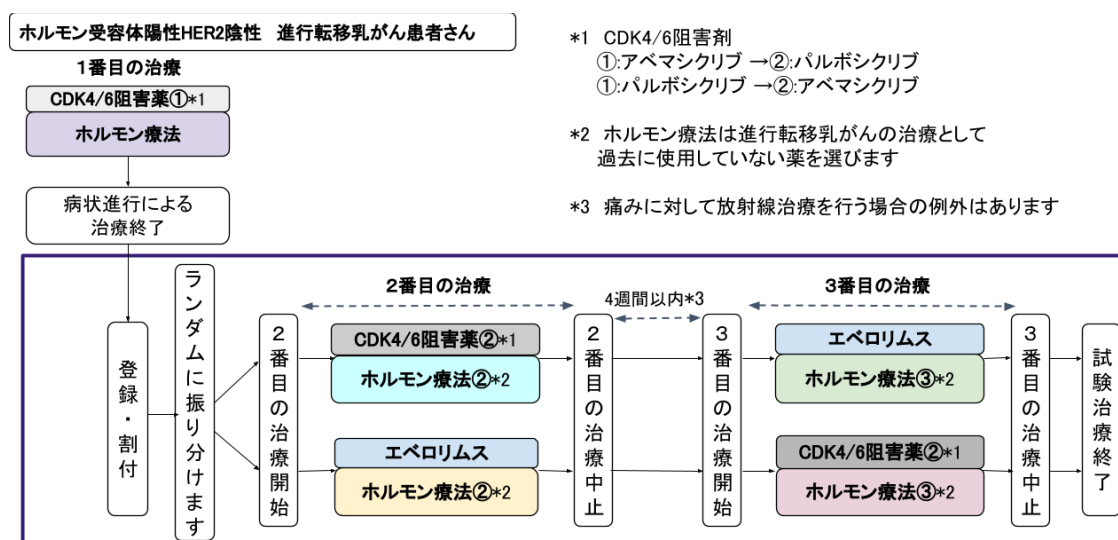 ホルモン受容体陽性HER2陰性　進行転移乳がん患者さん
1番目の治療
CDK4/6阻害薬①*1
ホルモン療法
病状進行による
治療終了
*1 CDK4/6阻害剤
①:アベマシクリブ →②:パルボシクリブ
①:パルボシクリブ →②:アベマシクリブ
*2 ホルモン療法は進行転移乳がんの治療として
過去に使用していない薬を選びます
*3 痛みに対して放射線治療を行う場合の例外はあります
登録・割付
ランダムに振り分けます
2番目の治療開始
2番目の治療
CDK4/6阻害薬②*1
ホルモン療法②*2
エベロリムス
ホルモン療法②*2
2番目の治療中止
4週間以内*3
3番目の治療開始
3番目の治療
エベロリムス
ホルモン療法③*2
CDK4/6阻害薬②*1
ホルモン療法③*2
3番目の治療中止
試験治療終了